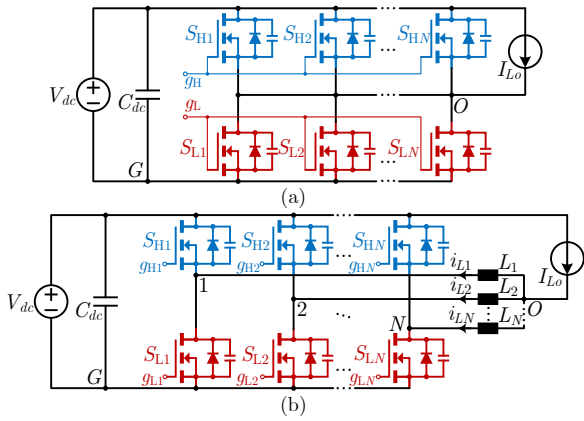 S_H1 S_H2 S_HN
V_dc C_dc g_H ... I_Lo
g_L O
S_L1 S_L2 S_LN
G ...
(a)
S_H1 S_H2 S_HN
g_H1 g_H2 g_HN ...
i_L1 L_1
V_dc C_dc 1 i_L2 L_2 I_Lo
2 ... N i_LN L_N O
S_L1 S_L2 S_LN
G g_L1 g_L2 g_LN ...
(b)